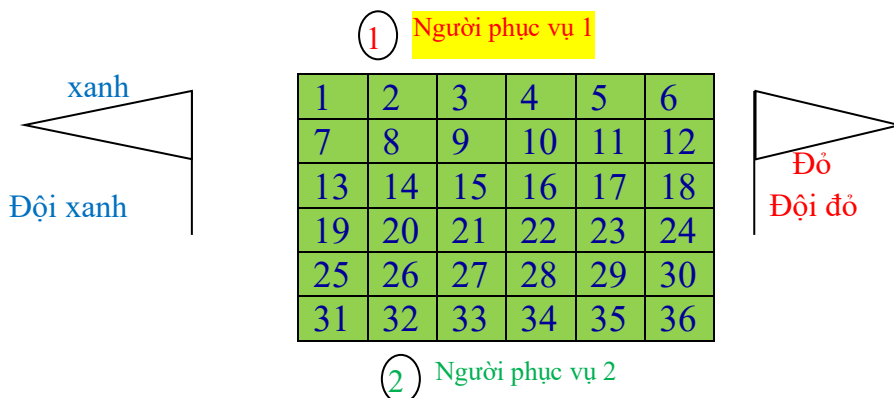 1 Người phục vụ 1
xanh
Đội xanh
1 2 3 4 5 6
7 8 9 10 11 12
13 14 15 16 17 18
19 20 21 22 23 24
25 26 27 28 29 30
31 32 33 34 35 36
Đỏ
Đội đỏ
2 Người phục vụ 2